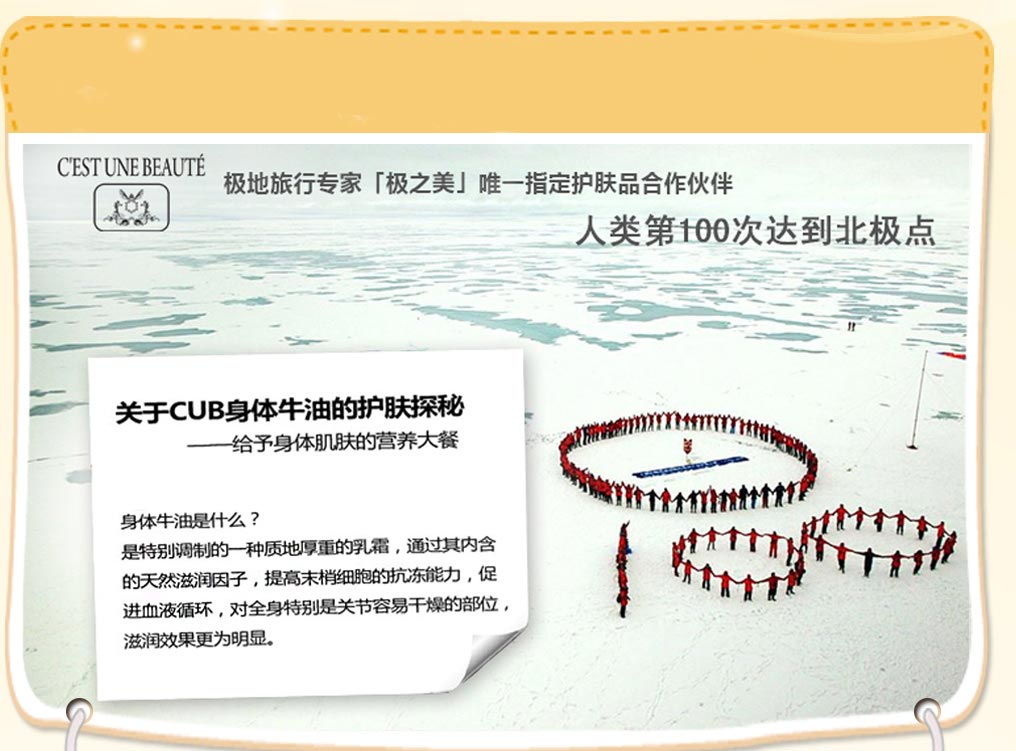 C'EST UNE BEAUTÉ
极地旅行专家「极之美」唯一指定护肤品合作伙伴
人类第100次达到北极点
关于CUB身体牛油的护肤探秘
——给予身体肌肤的营养大餐
身体牛油是什么？
是特别调制的一种质地厚重的乳霜，通过其内含
的天然滋润因子，提高末梢细胞的抗冻能力，促
进血液循环，对全身特别是关节容易干燥的部位，
滋润效果更为明显。
100